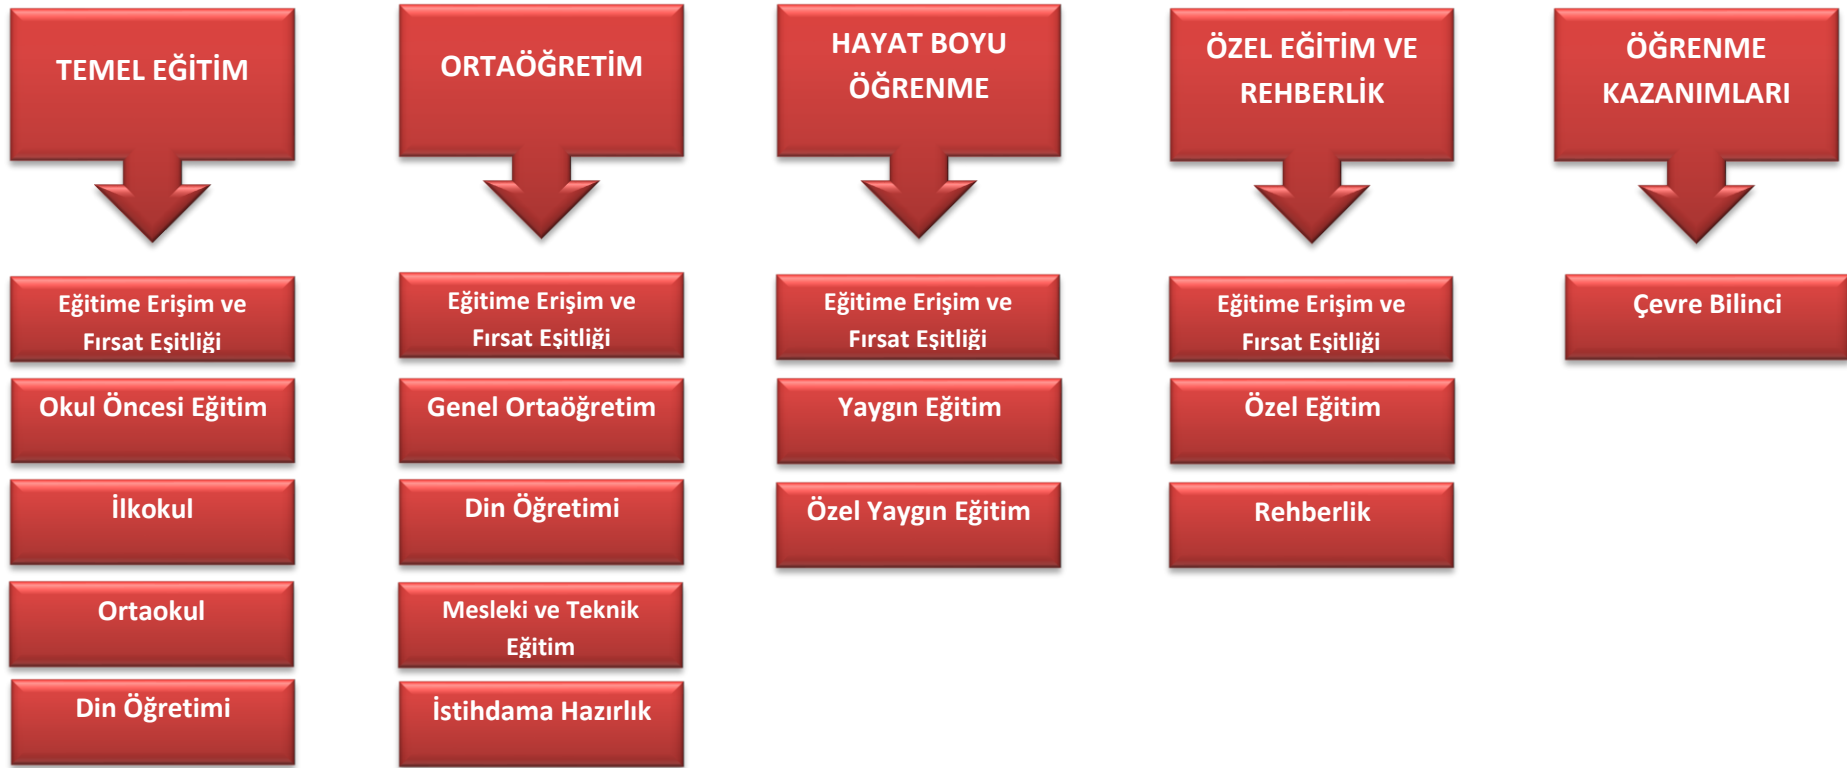 TEMEL EĞİTİM
Eğitime Erişim ve
Fırsat Eşitliği
Okul Öncesi Eğitim
İlkokul
Ortaokul
Din Öğretimi
ORTAÖĞRETİM
Eğitime Erişim ve
Fırsat Eşitliği
Genel Ortaöğretim
Din Öğretimi
Mesleki ve Teknik
Eğitim
İstihdama Hazırlık
HAYAT BOYU
ÖĞRENME
Eğitime Erişim ve
Fırsat Eşitliği
Yaygın Eğitim
Özel Yaygın Eğitim
ÖZEL EĞİTİM VE
REHBERLİK
Eğitime Erişim ve
Fırsat Eşitliği
Özel Eğitim
Rehberlik
ÖĞRENME
KAZANIMLARI
Çevre Bilinci